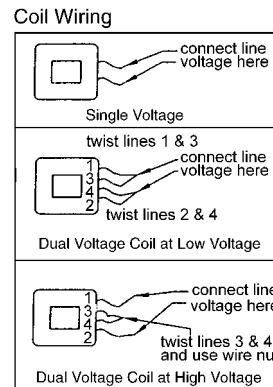 Coil Wiring
connect line
voltage here
Single Voltage
twist lines 1 & 3
1
3
4
2
connect line
voltage here
twist lines 2 & 4
Dual Voltage Coil at Low Voltage
1
3
4
2
connect line
voltage here
twist lines 3 & 4
and use wire nu
Dual Voltage Coil at High Voltage